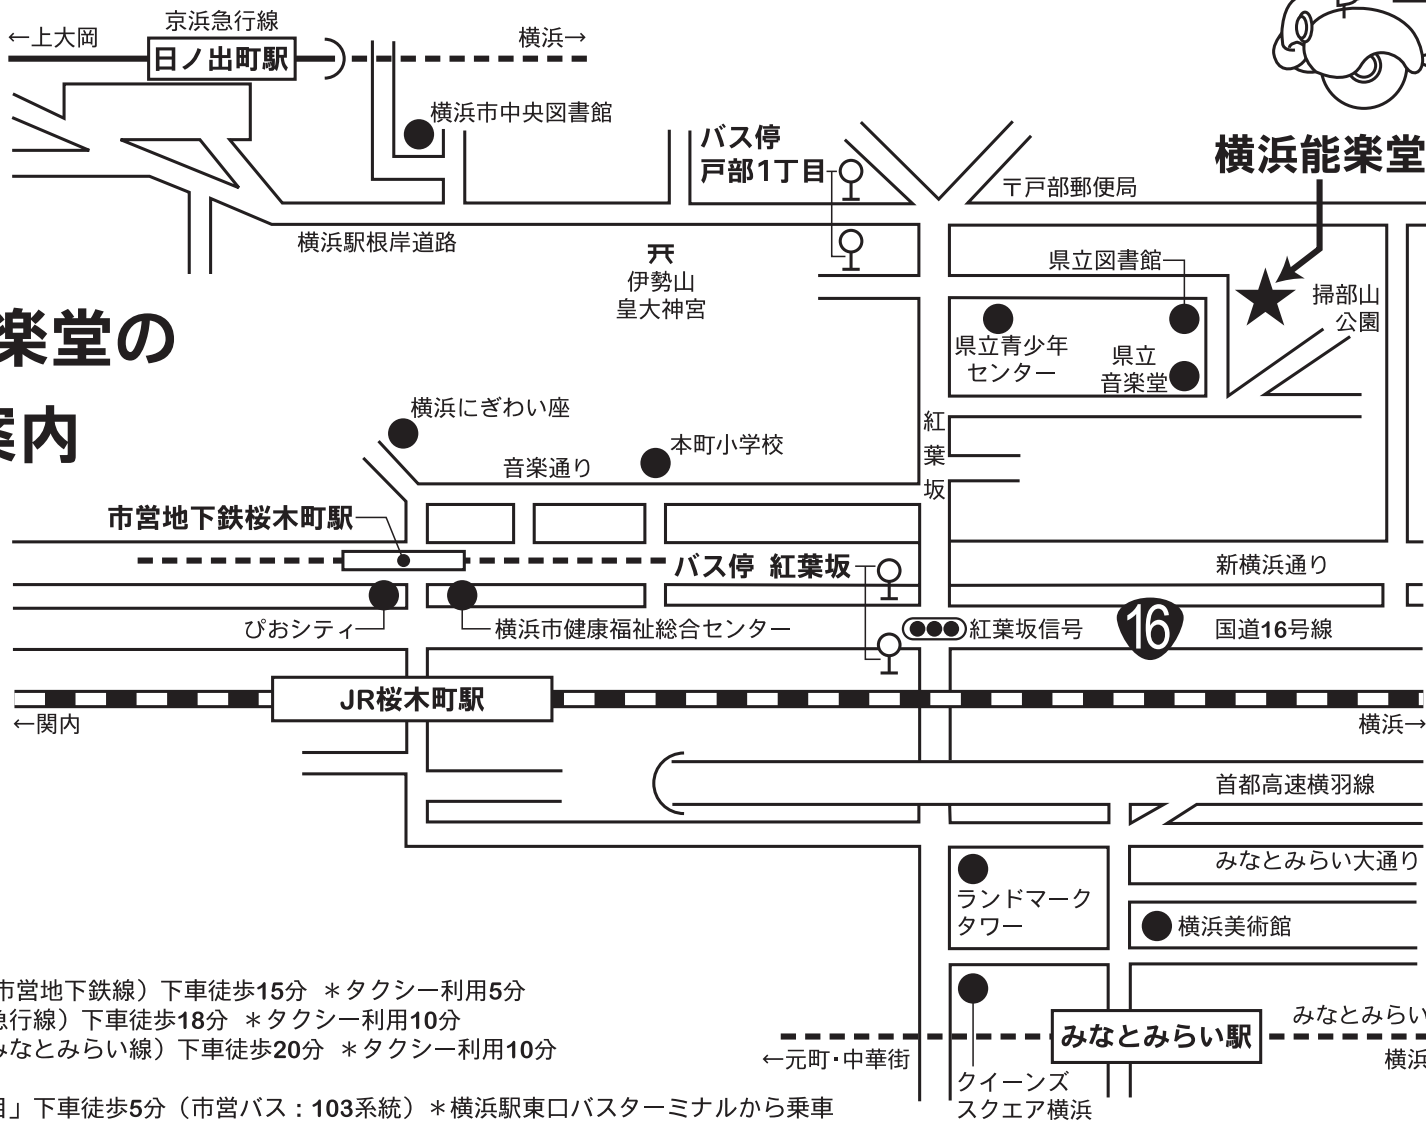 京浜急行線
←上大岡
日ノ出町駅
横浜→
横浜市中央図書館
バス停
戸部1丁目
横浜能楽堂
〒戸部郵便局
横浜駅根岸道路
伊勢山
皇大神宮
県立図書館
掃部山
公園
県立青少年
センター
県立
音楽堂
楽堂の
案内
横浜にぎわい座
本町小学校
音楽通り
紅葉坂
市営地下鉄桜木町駅
バス停 紅葉坂
新横浜通り
ぴおシティ
横浜市健康福祉総合センター
紅葉坂信号
16
国道16号線
JR桜木町駅
←関内
横浜→
首都高速横羽線
みなとみらい大通り
ランドマーク
タワー
横浜美術館
市営地下鉄線）下車徒歩15分 ＊タクシー利用5分
急行線）下車徒歩18分 ＊タクシー利用10分
みなとみらい線）下車徒歩20分 ＊タクシー利用10分
みなとみらい駅
みなとみらい
←元町・中華街
横浜
クイーンズ
スクエア横浜
目」下車徒歩5分（市営バス：103系統）＊横浜駅東口バスターミナルから乗車